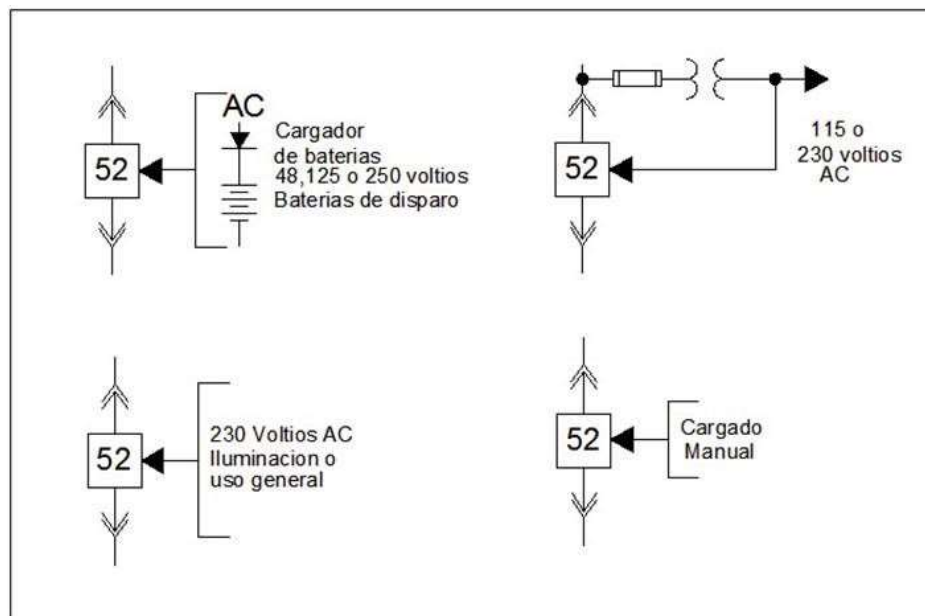 AC
52
Cargador
de baterias
48,125 o 250 voltios
Baterias de disparo
52
115 o
230 voltios
AC
52
230 Voltios AC
Iluminacion o
uso general
52
Cargado
Manual